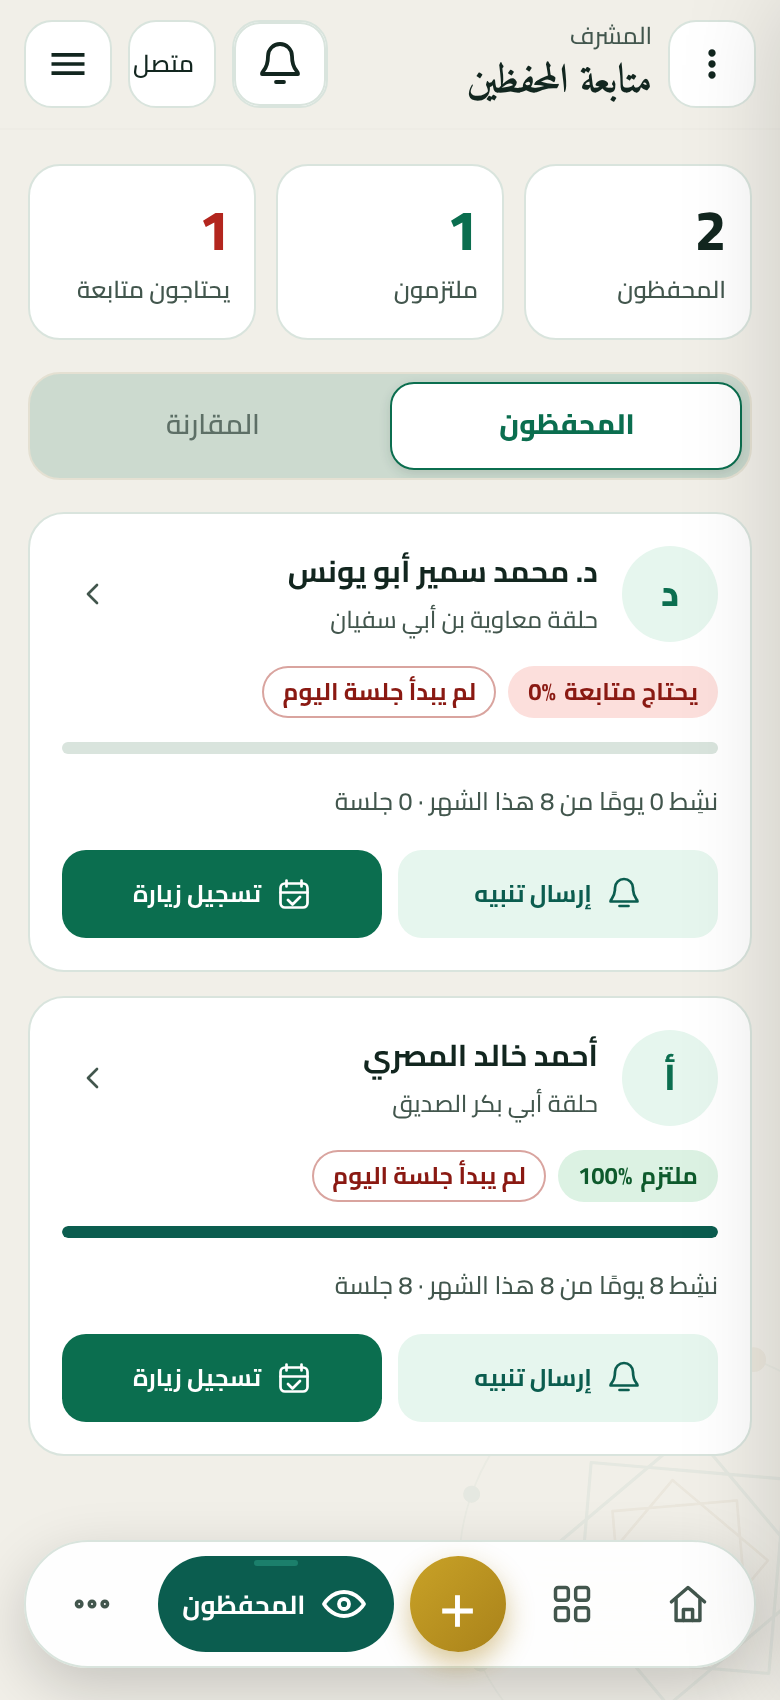 المشرف
متابعة المحفظين
متصل
2
المحفظون
1
ملتزمون
1
يحتاجون متابعة
المحفظون
المقارنة
د
د. محمد سمير أبو يونس
حلقة معاوية بن أبي سفيان
يحتاج متابعة 0%
لم يبدأ جلسة اليوم
نشِط 0 يومًا من 8 هذا الشهر · 0 جلسة
إرسال تنبيه
تسجيل زيارة
أ
أحمد خالد المصري
حلقة أبي بكر الصديق
ملتزم 100%
لم يبدأ جلسة اليوم
نشِط 8 يومًا من 8 هذا الشهر · 8 جلسة
إرسال تنبيه
تسجيل زيارة
المحفظون